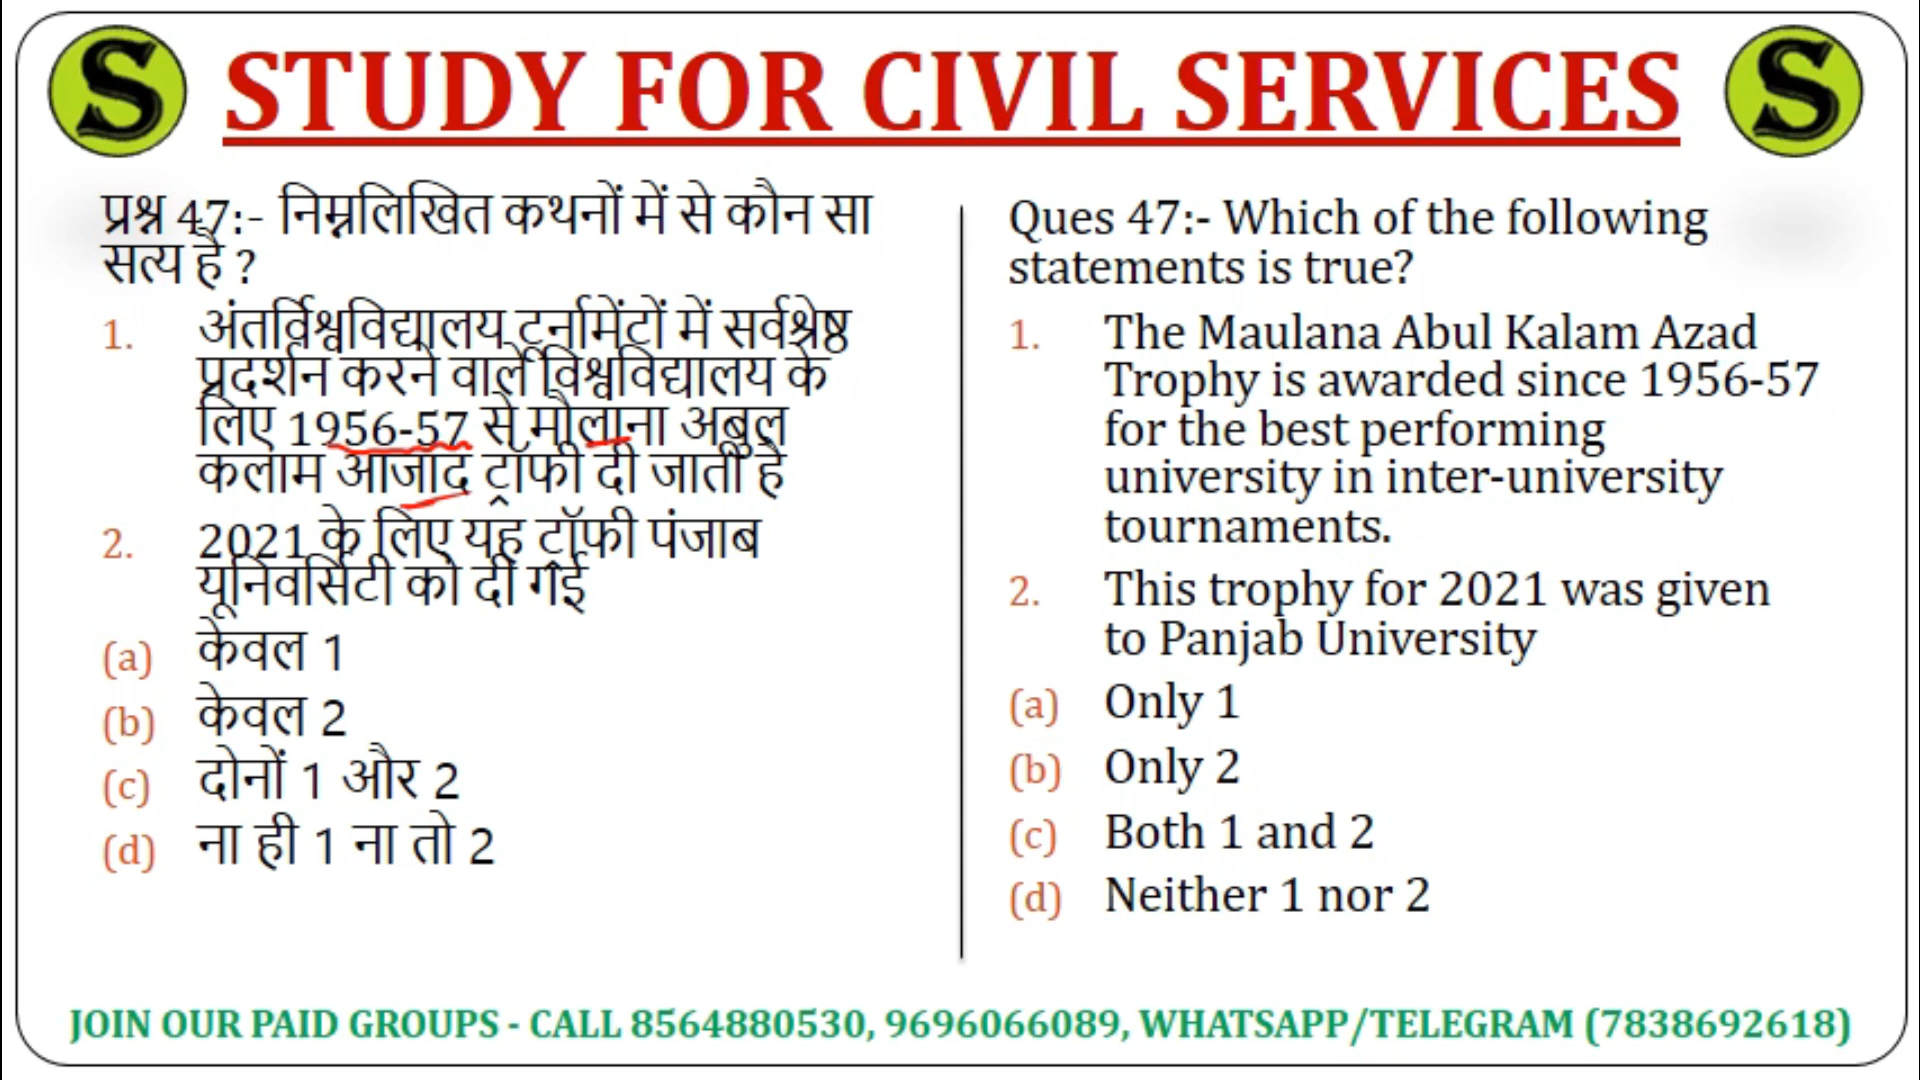 S STUDY FOR CIVIL SERVICES S
प्रश्न 47:- निम्नलिखित कथनों में से कौन सा
सत्य है ?
1. अंतर्विश्वविद्यालय टूर्नामेंटों में सर्वश्रेष्ठ
प्रदर्शन करने वाले विश्वविद्यालय के
लिए 1956-57 से मौलाना अबुल
कलाम आजाद ट्रॉफी दी जाती है
2. 2021 के लिए यह ट्रॉफी पंजाब
यूनिवर्सिटी को दी गई
(a) केवल 1
(b) केवल 2
(c) दोनों 1 और 2
(d) ना ही 1 ना तो 2
Ques 47:- Which of the following
statements is true?
1. The Maulana Abul Kalam Azad
Trophy is awarded since 1956-57
for the best performing
university in inter-university
tournaments.
2. This trophy for 2021 was given
to Panjab University
(a) Only 1
(b) Only 2
(c) Both 1 and 2
(d) Neither 1 nor 2
JOIN OUR PAID GROUPS - CALL 8564880530, 9696066089, WHATSAPP/TELEGRAM (7838692618)